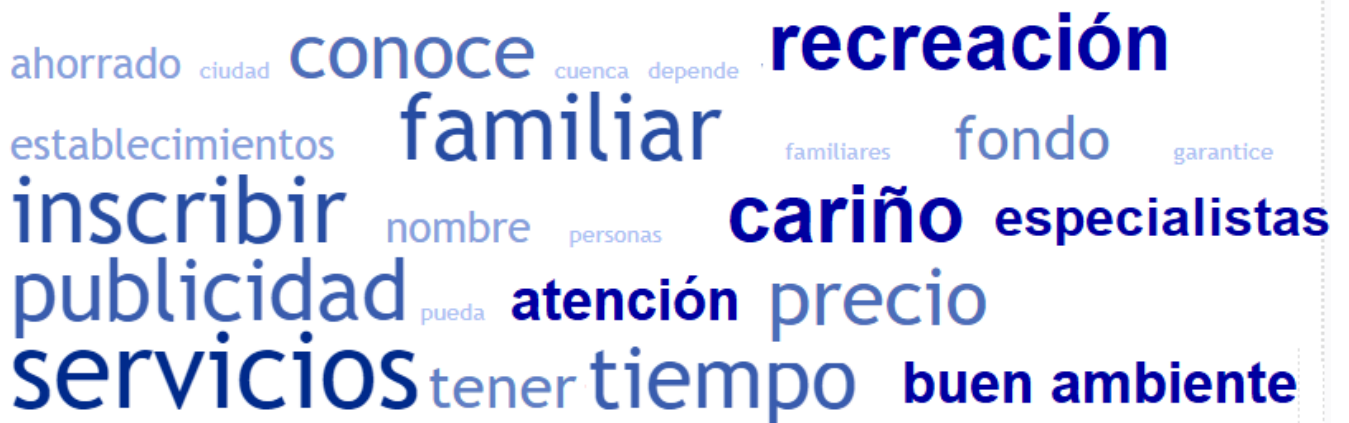 ahorrado ciudad conoce cuenca depende recreación
establecimientos familiar familiares fondo garantice
inscribir nombre personas cariño especialistas
publicidad pueda atención precio
servicios tener tiempo buen ambiente